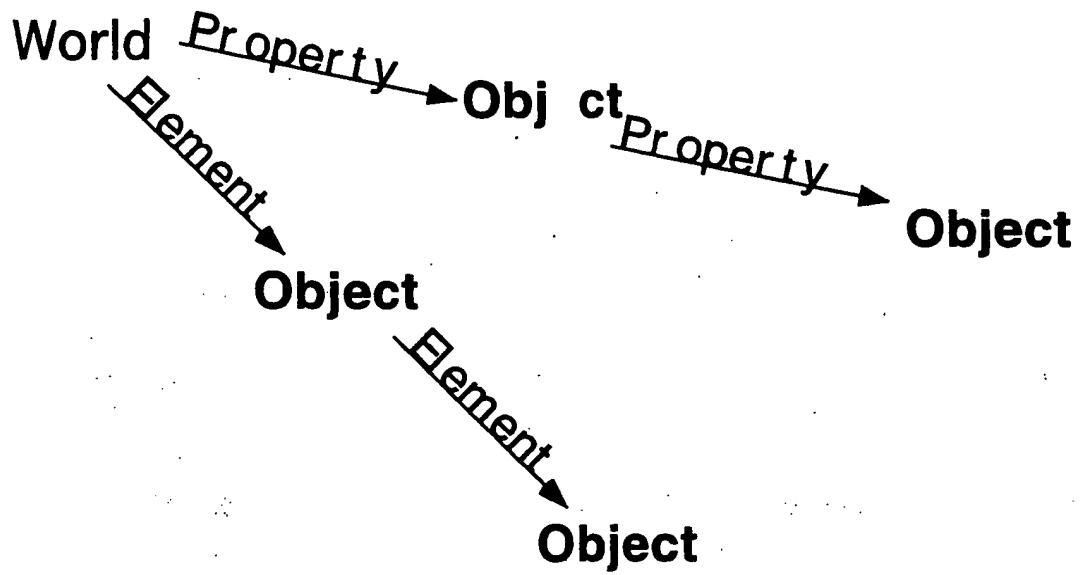 World
Property
Obj ct
Property
Object
Element
Object
Element
Object